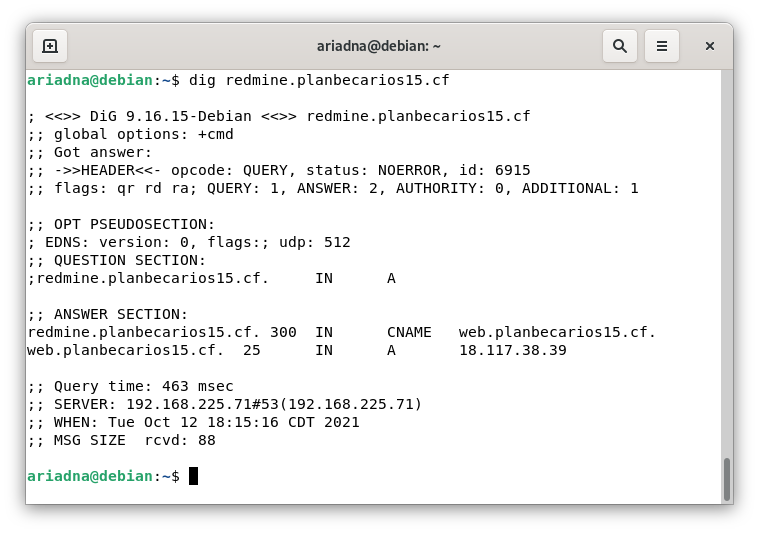 ariadna@debian: ~
ariadna@debian:~$ dig redmine.planbecarios15.cf
; <<>> DiG 9.16.15-Debian <<>> redmine.planbecarios15.cf
;; global options: +cmd
;; Got answer:
;; ->>HEADER<<- opcode: QUERY, status: NOERROR, id: 6915
;; flags: qr rd ra; QUERY: 1, ANSWER: 2, AUTHORITY: 0, ADDITIONAL: 1
;; OPT PSEUDOSECTION:
; EDNS: version: 0, flags:; udp: 512
;; QUESTION SECTION:
;redmine.planbecarios15.cf.     IN      A
;; ANSWER SECTION:
redmine.planbecarios15.cf. 300  IN      CNAME   web.planbecarios15.cf.
web.planbecarios15.cf.  25      IN      A       18.117.38.39
;; Query time: 463 msec
;; SERVER: 192.168.225.71#53(192.168.225.71)
;; WHEN: Tue Oct 12 18:15:16 CDT 2021
;; MSG SIZE  rcvd: 88
ariadna@debian:~$